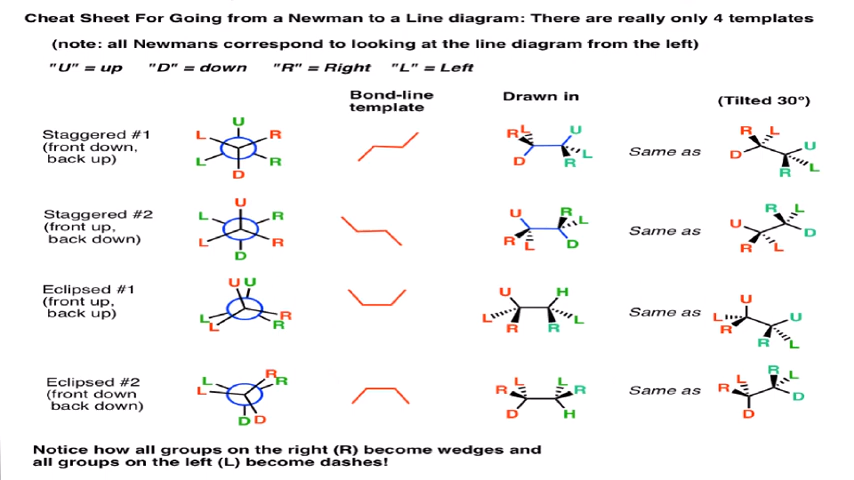 Cheat Sheet For Going from a Newman to a Line diagram: There are really only 4 templates
(note: all Newmans correspond to looking at the line diagram from the left)
"U" = up "D" = down "R" = Right "L" = Left
Bond-line
template
Drawn in
(Tilted 30°)
Staggered #1
(front down,
back up)
U
L R
L R
D
R L U
D L
R
Same as
R L
D U
R L
Staggered #2
(front up,
back down)
U
L R
L R
D
U R L
R L D
Same as
R L
U D
R L
Eclipsed #1
(front up,
back up)
U U
L R
L R
U H
L L
R R
Same as
U
L U
R
R L
Eclipsed #2
(front down
back down)
R
L R
L
D D
L L
R R
D H
Same as
R L
L
R D
D
Notice how all groups on the right (R) become wedges and
all groups on the left (L) become dashes!